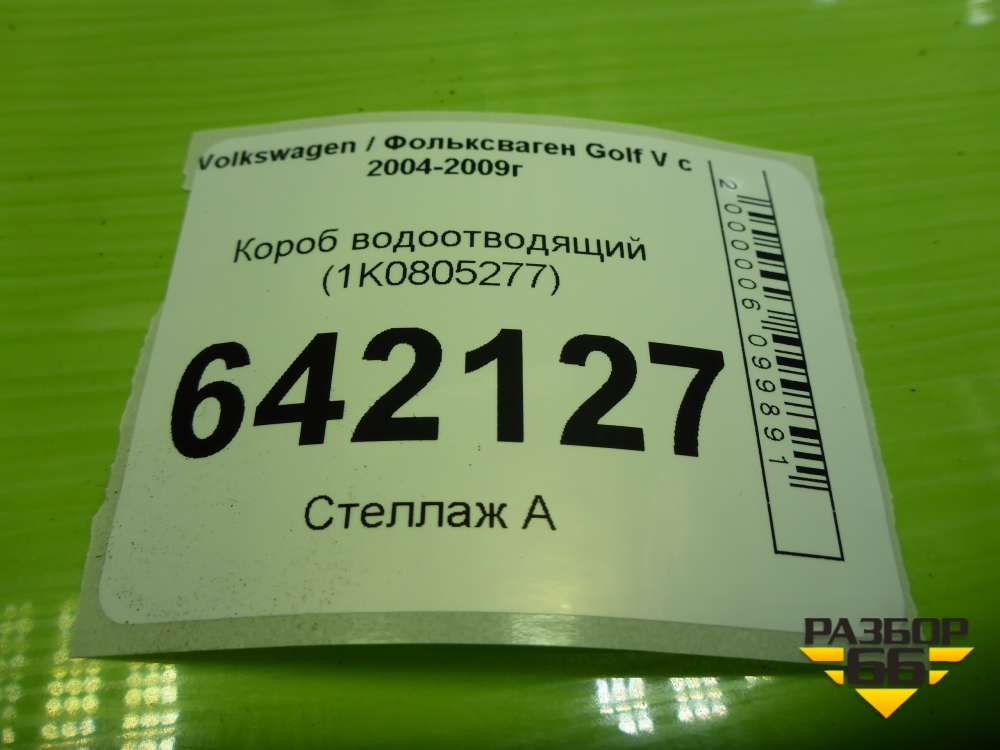 Volkswagen / Фольксваген Golf V с
2004-2009г
Короб водоотводящий
(1K0805277)
642127
Стеллаж А
2000006099891
РАЗБОР
66